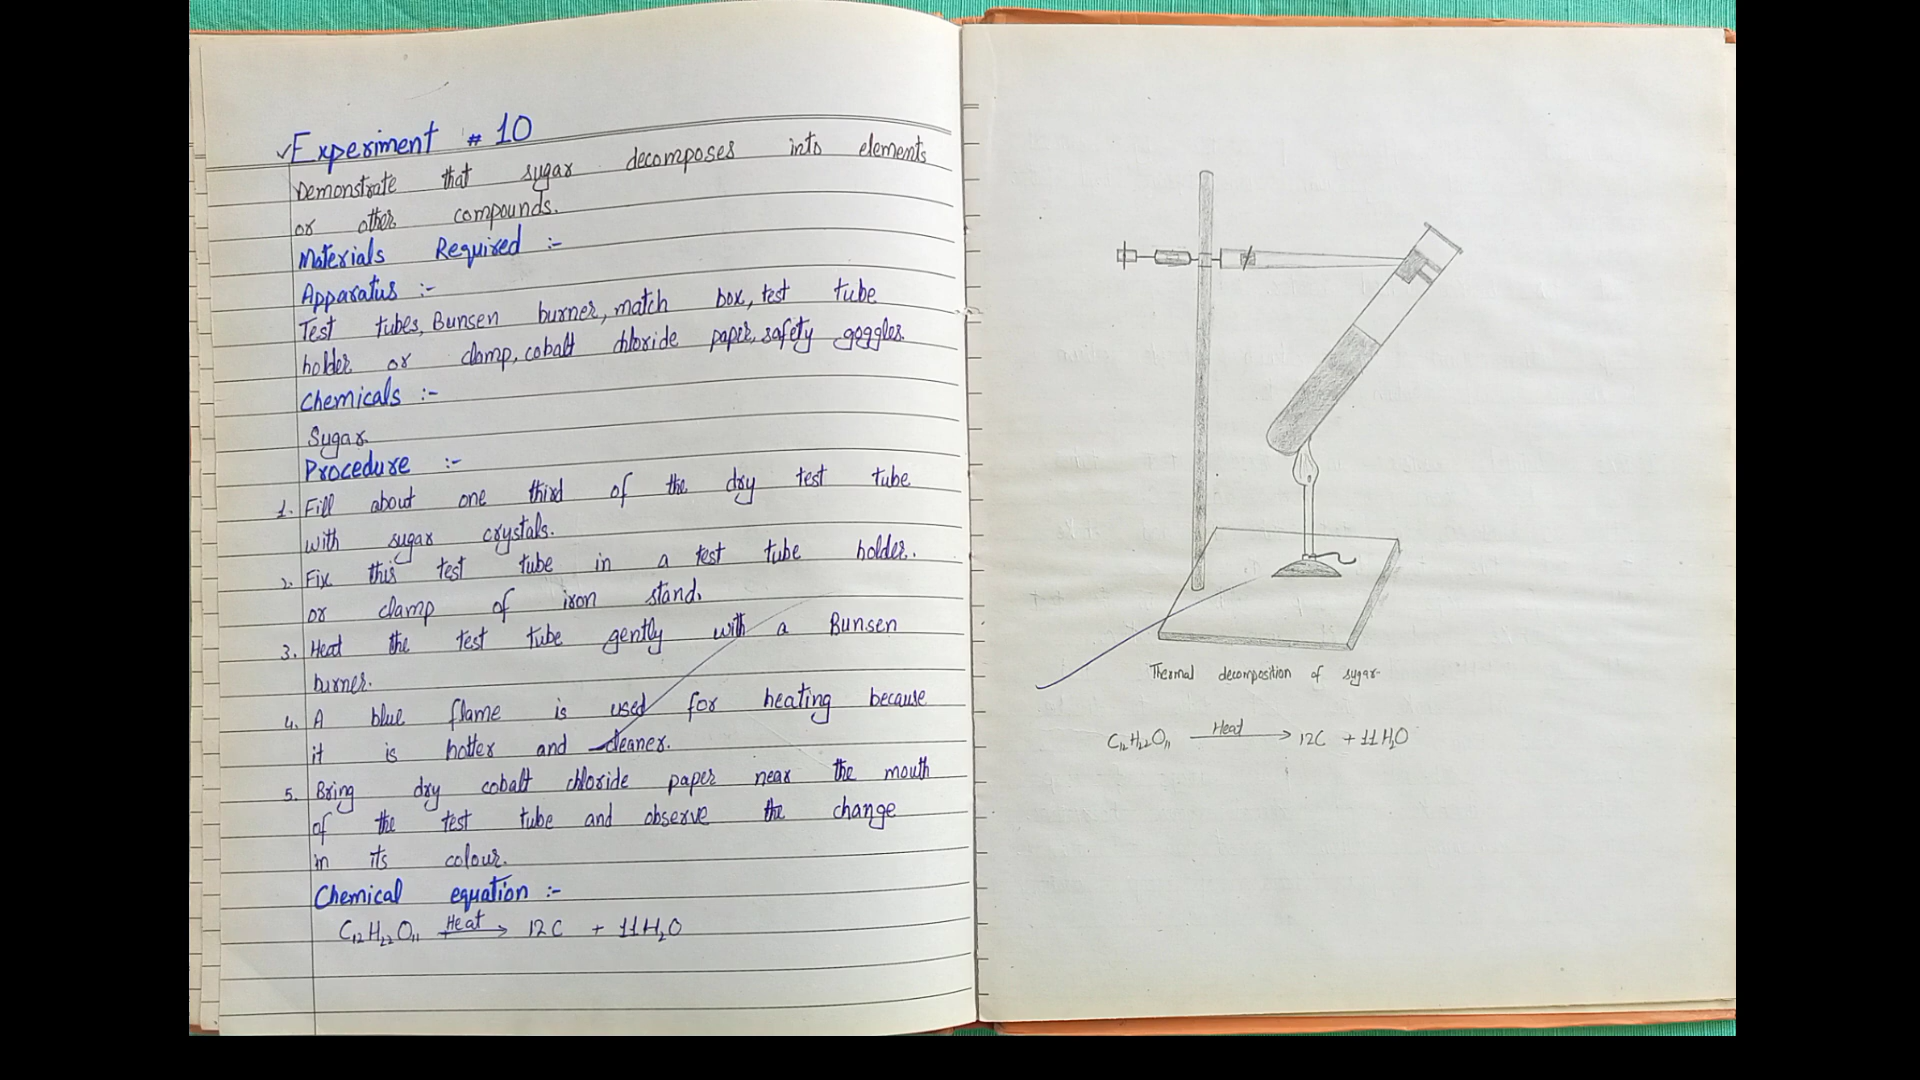 Experiment # 10
Demonstrate that sugar decomposes into elements
or other compounds.
Materials Required :-
Apparatus :-
Test tubes, Bunsen burner, match box, test tube
holder or clamp, cobalt chloride paper, safety goggles.
Chemicals :-
Sugar
Procedure :-
1. Fill about one third of the dry test tube
with sugar crystals.
2. Fix this test tube in a test tube holder.
or clamp of iron stand.
3. Heat the test tube gently with a Bunsen
burner.
4. A blue flame is used for heating because
it is hotter and cleaner.
5. Bring dry cobalt chloride paper near the mouth
of the test tube and observe the change
in its colour.
Chemical equation :-
C₁₂H₂₂O₁₁ Heat → 12C + 11H₂O
Thermal decomposition of sugar
C₁₂H₂₂O₁₁ Heat → 12C + 11H₂O